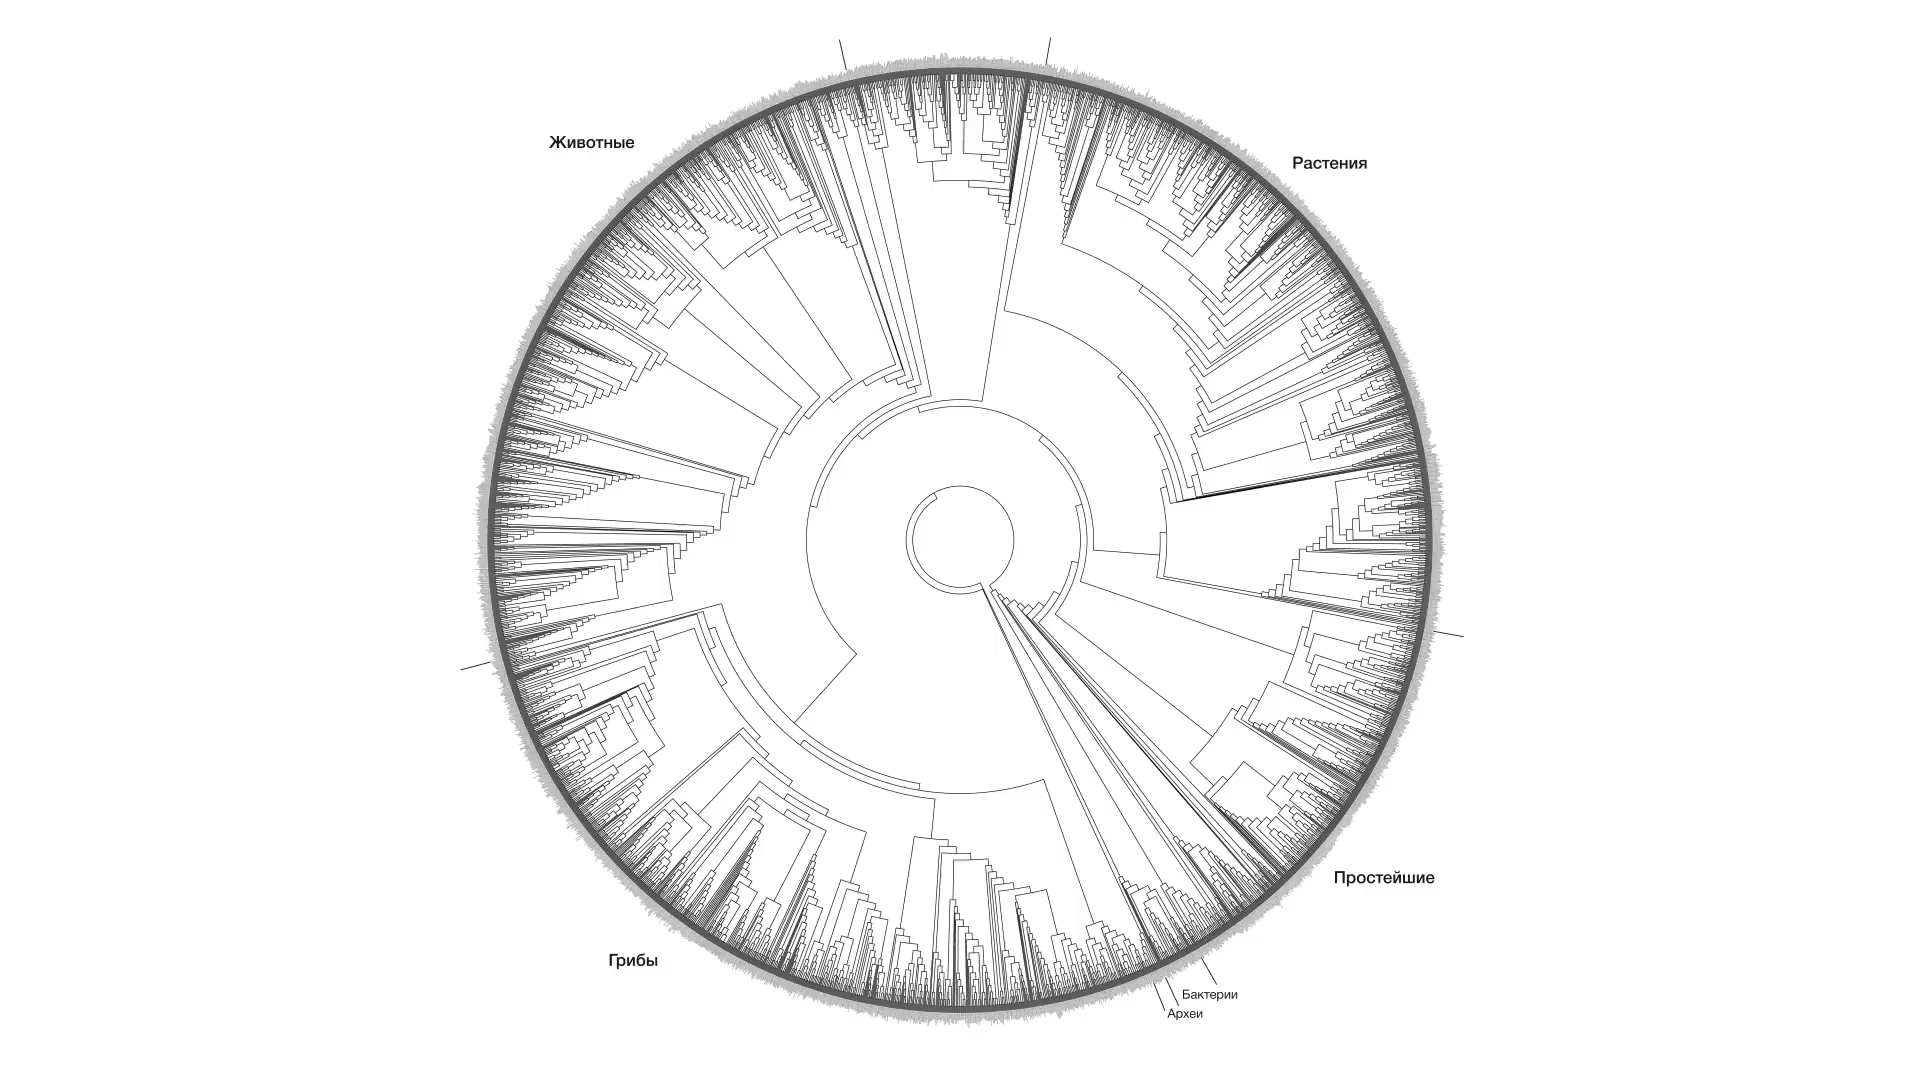 Животные
Растения
Простейшие
Грибы
Бактерии
Археи